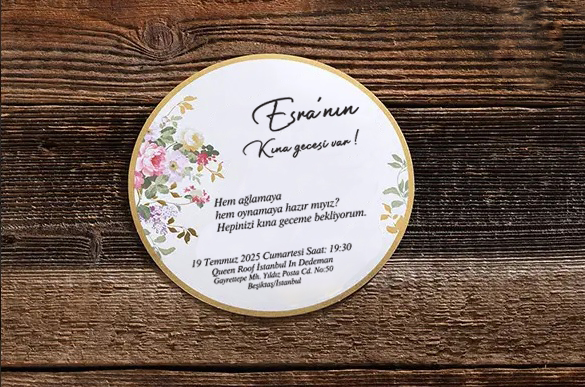 Esra'nın
Kına gecesi var!
Hem ağlamaya
hem oynamaya hazır mıyız?
Hepinizi kına geceme bekliyorum.
19 Temmuz 2025 Cumartesi Saat: 19:30
Queen Roof İstanbul In Dedeman
Gayrettepe Mh. Yıldız Posta Cd. No:50
Beşiktaş/İstanbul